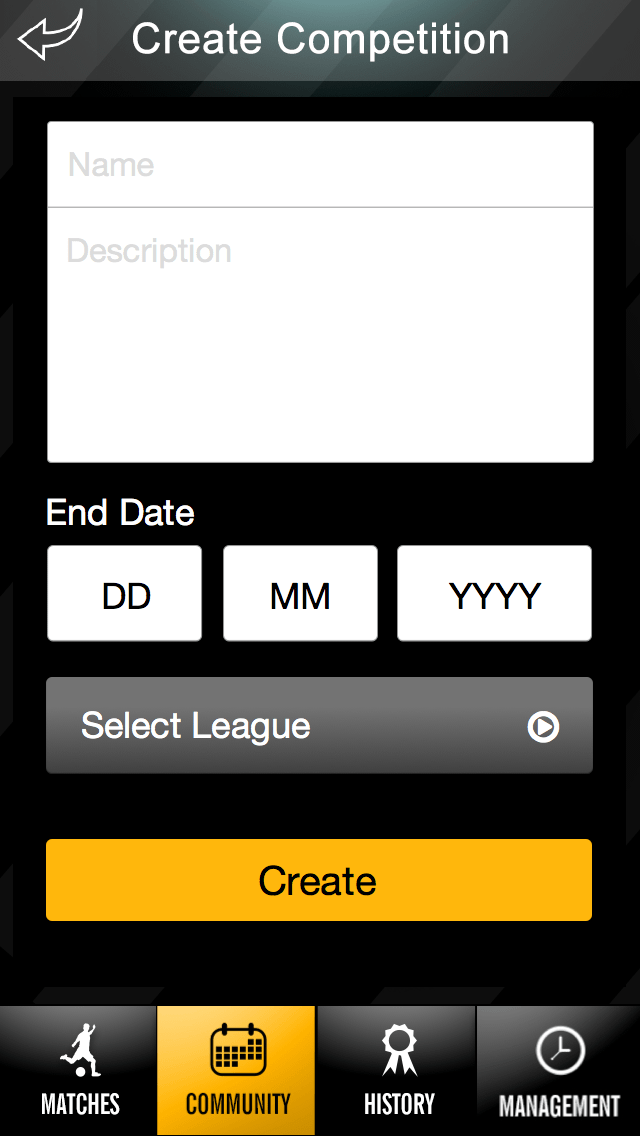 Create Competition
Name
Description
End Date
DD MM YYYY
Select League
Create
MATCHES COMMUNITY HISTORY MANAGEMENT